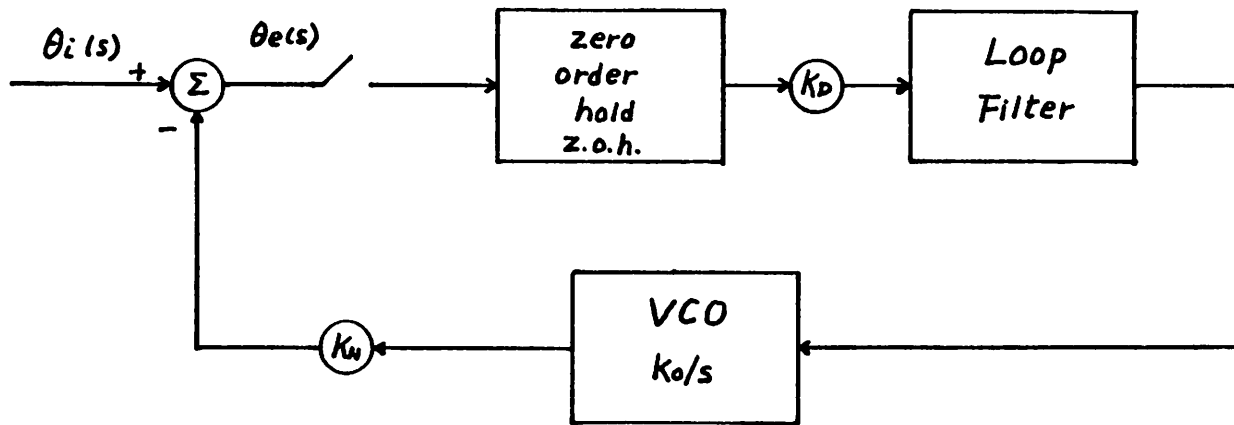 θi (s)
+
Σ
-
θe(s)
zero
order
hold
z.o.h.
KD
Loop
Filter
VCO
Ko/s
KN